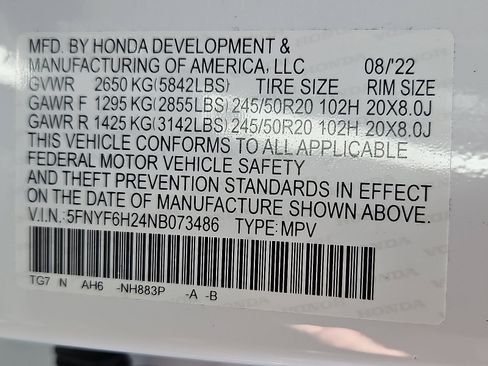 MFD. BY HONDA DEVELOPMENT &
MANUFACTURING OF AMERICA, LLC 08/'22
GVWR 2650 KG(5842LBS) TIRE SIZE RIM SIZE
GAWR F 1295 KG(2855LBS) 245/50R20 102H 20X8.0J
GAWR R 1425 KG(3142LBS) 245/50R20 102H 20X8.0J
THIS VEHICLE CONFORMS TO ALL APPLICABLE
FEDERAL MOTOR VEHICLE SAFETY
AND THEFT PREVENTION STANDARDS IN EFFECT
ON THE DATE OF MANUFACTURE SHOWN ABOVE.
V.I.N.:5FNYF6H24NB073486 TYPE:MPV
TG7 N AH6 -NH883P -A -B
HONDA